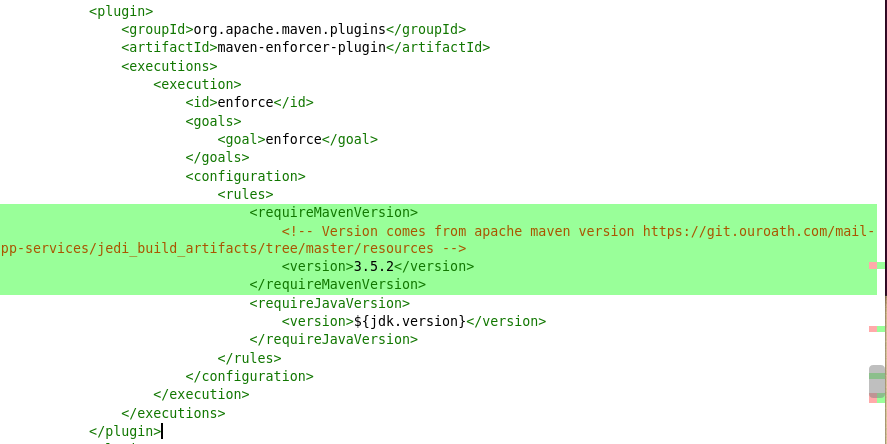 <plugin>
<groupId>org.apache.maven.plugins</groupId>
<artifactId>maven-enforcer-plugin</artifactId>
<executions>
<execution>
<id>enforce</id>
<goals>
<goal>enforce</goal>
</goals>
<configuration>
<rules>
<requireMavenVersion>
<!-- Version comes from apache maven version https://git.ouroath.com/mail-
pp-services/jedi_build_artifacts/tree/master/resources -->
<version>3.5.2</version>
</requireMavenVersion>
<requireJavaVersion>
<version>${jdk.version}</version>
</requireJavaVersion>
</rules>
</configuration>
</execution>
</executions>
</plugin>